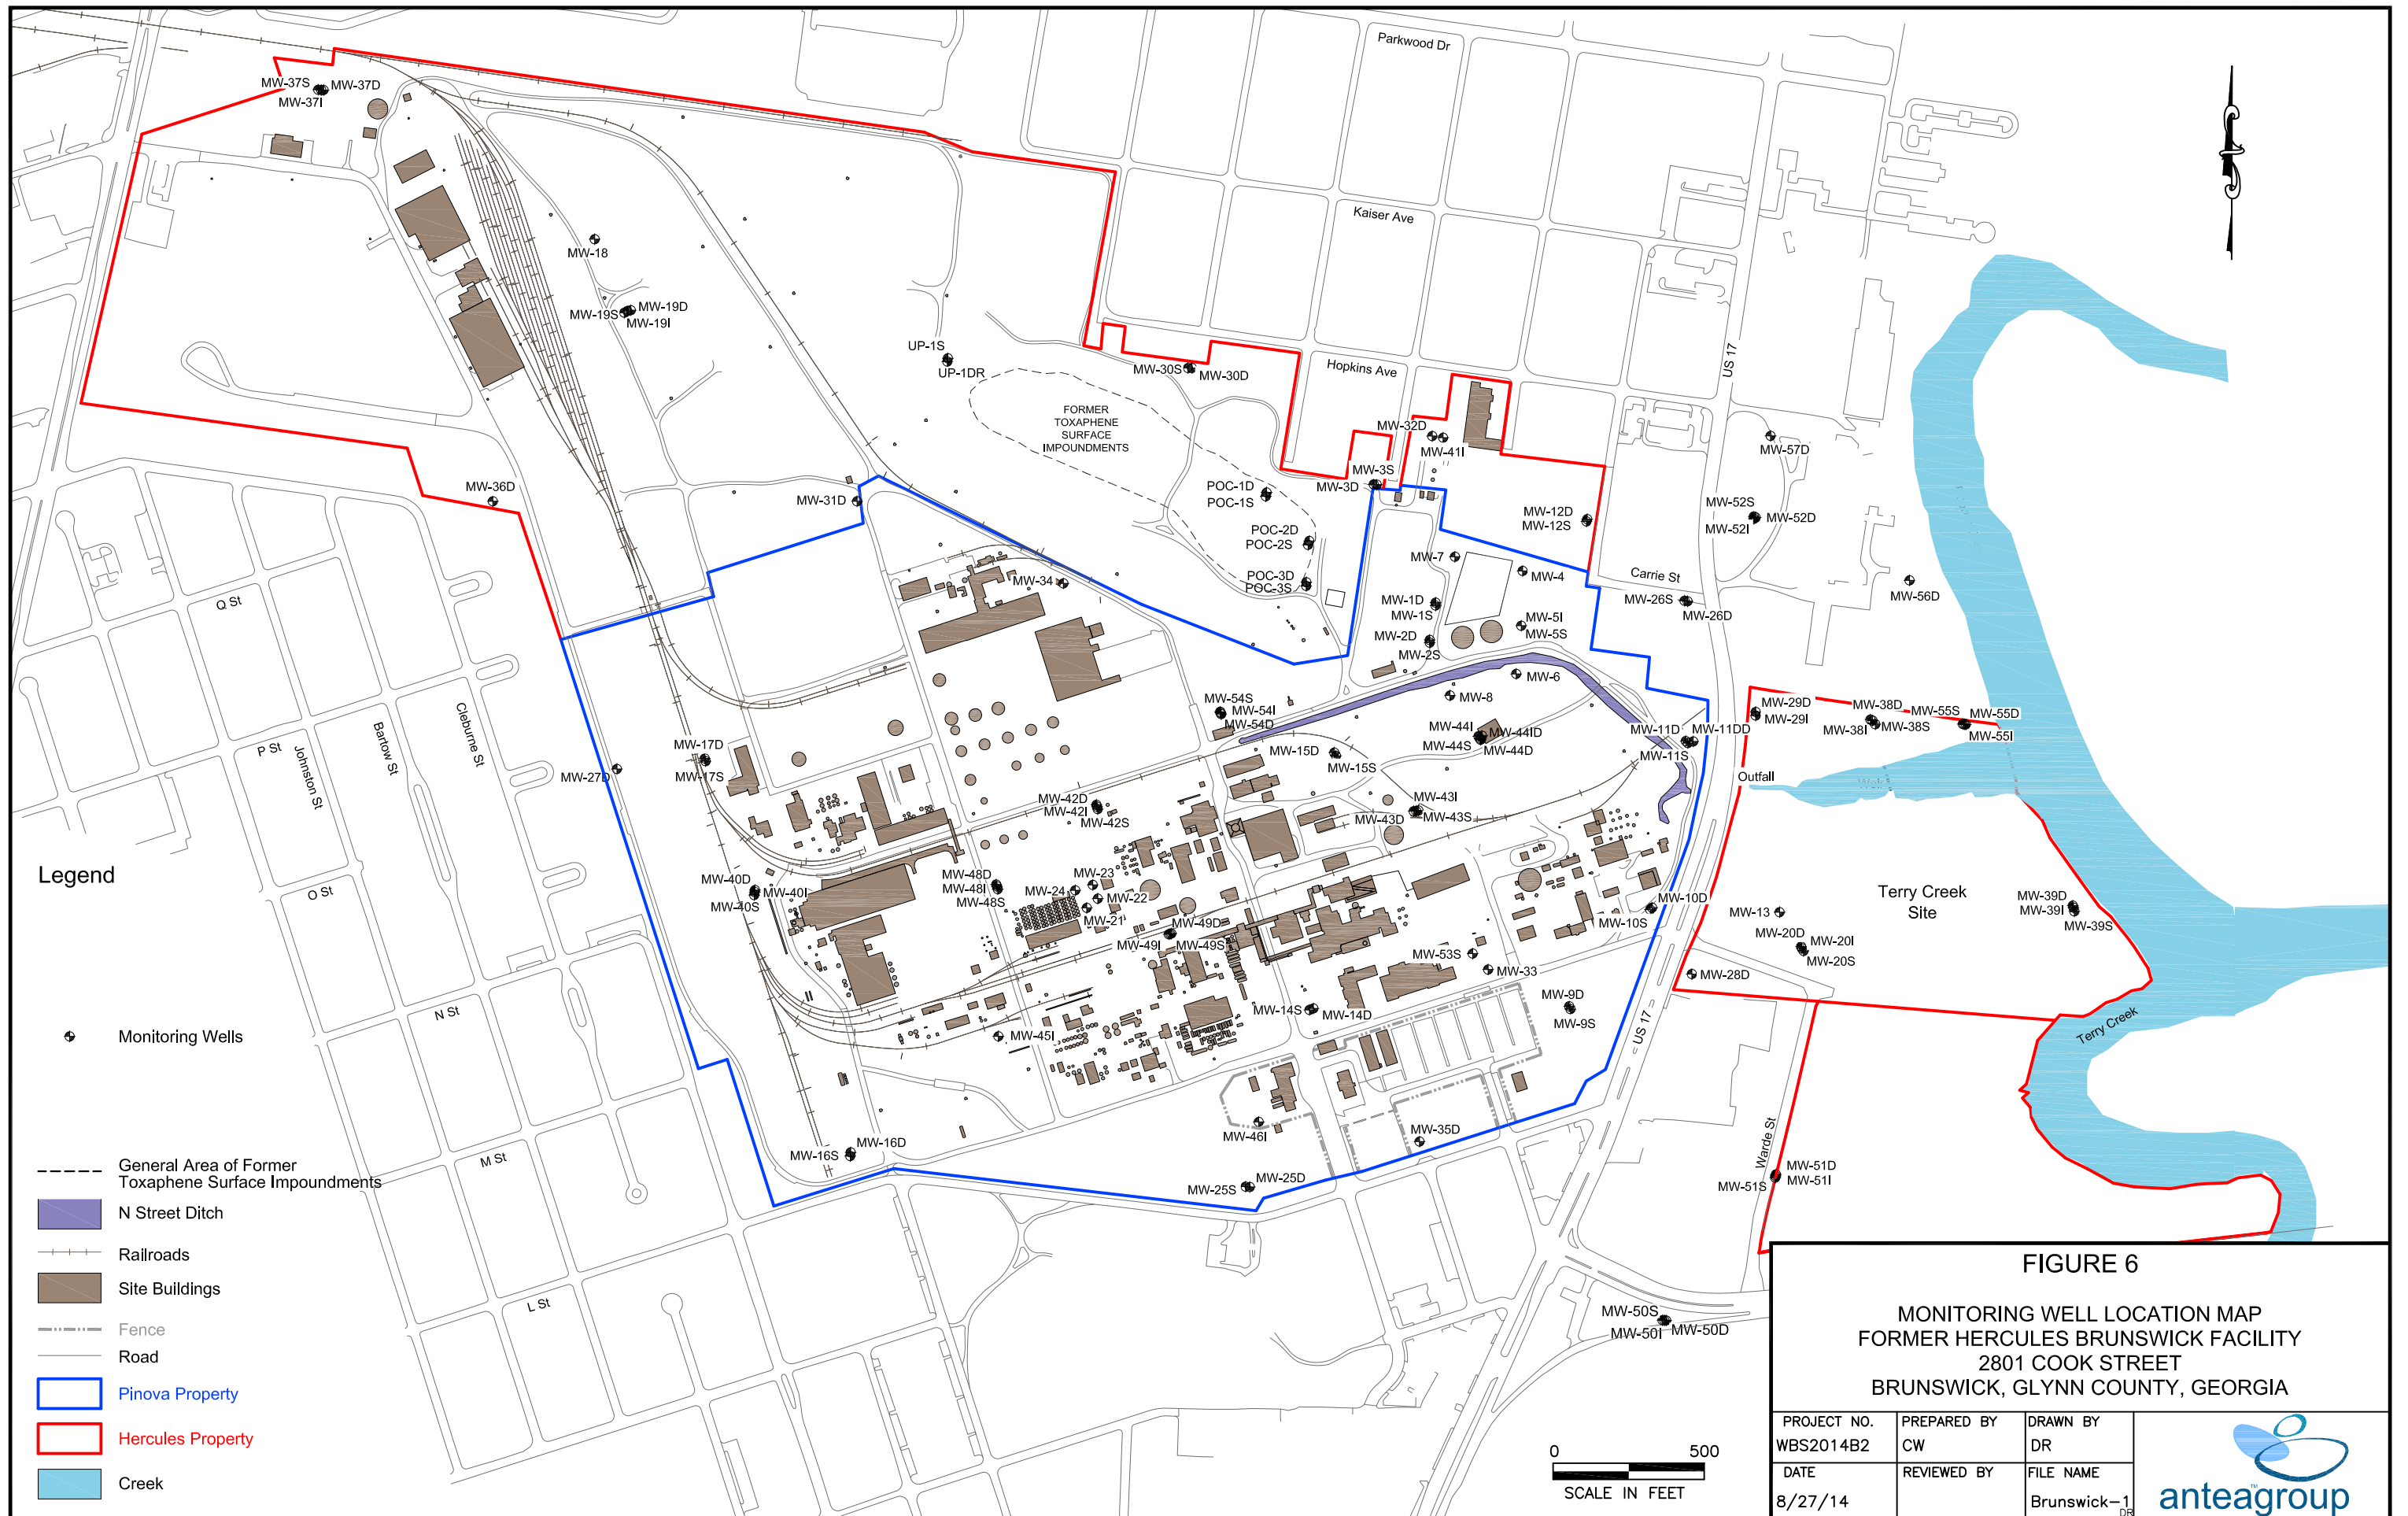 Parkwood Dr
MW-37S
MW-37D
MW-37I
Kaiser Ave
MW-18
MW-19D
MW-19S
MW-19I
US 17
UP-1S
UP-1DR
MW-30S
MW-30D
Hopkins Ave
FORMER
TOXAPHENE
SURFACE
IMPOUNDMENTS
MW-32D
MW-41I
MW-57D
MW-3S
MW-3D
MW-36D
MW-31D
POC-1D
POC-1S
MW-52S
MW-52D
MW-52I
MW-12D
MW-12S
POC-2D
POC-2S
MW-7
MW-4
Carrie St
MW-34
POC-3D
POC-3S
MW-56D
MW-1D
MW-1S
MW-26S
MW-26D
Q St
MW-5I
MW-5S
MW-2D
MW-2S
MW-6
MW-8
MW-54S
MW-54I
MW-54D
MW-29D
MW-29I
MW-38D
MW-38I
MW-38S
MW-55S
MW-55D
MW-55I
Cleburne St
Bartow St
Johnston St
P St
MW-44I
MW-44ID
MW-44S
MW-44D
MW-11D
MW-11DD
MW-11S
MW-15D
MW-15S
MW-17D
MW-17S
MW-27D
Outfall
Weir
MW-42D
MW-42I
MW-42S
MW-43I
MW-43D
MW-43S
Legend
O St
MW-40D
MW-40I
MW-40S
MW-48D
MW-48I
MW-48S
MW-24
MW-23
MW-22
MW-21
MW-49D
MW-49I
MW-49S
MW-10D
MW-10S
Terry Creek
Site
MW-13
MW-39D
MW-39I
MW-39S
MW-20D
MW-20I
MW-20S
MW-53S
MW-33
MW-28D
N St
MW-14S
MW-14D
MW-9D
MW-9S
US 17
Terry Creek
Monitoring Wells
MW-45I
MW-46I
MW-35D
MW-16D
MW-16S
M St
Warde St
MW-51D
MW-51S
MW-51I
MW-25S
MW-25D
General Area of Former
Toxaphene Surface Impoundments
N Street Ditch
Railroads
Site Buildings
L St
Fence
Road
Pinova Property
Hercules Property
Creek
MW-50S
MW-50I
MW-50D
0 500
SCALE IN FEET
FIGURE 6
MONITORING WELL LOCATION MAP
FORMER HERCULES BRUNSWICK FACILITY
2801 COOK STREET
BRUNSWICK, GLYNN COUNTY, GEORGIA
PROJECT NO. PREPARED BY DRAWN BY
WBS2014B2 CW DR
DATE REVIEWED BY FILE NAME
8/27/14 Brunswick-1
DR
anteagroup
TM